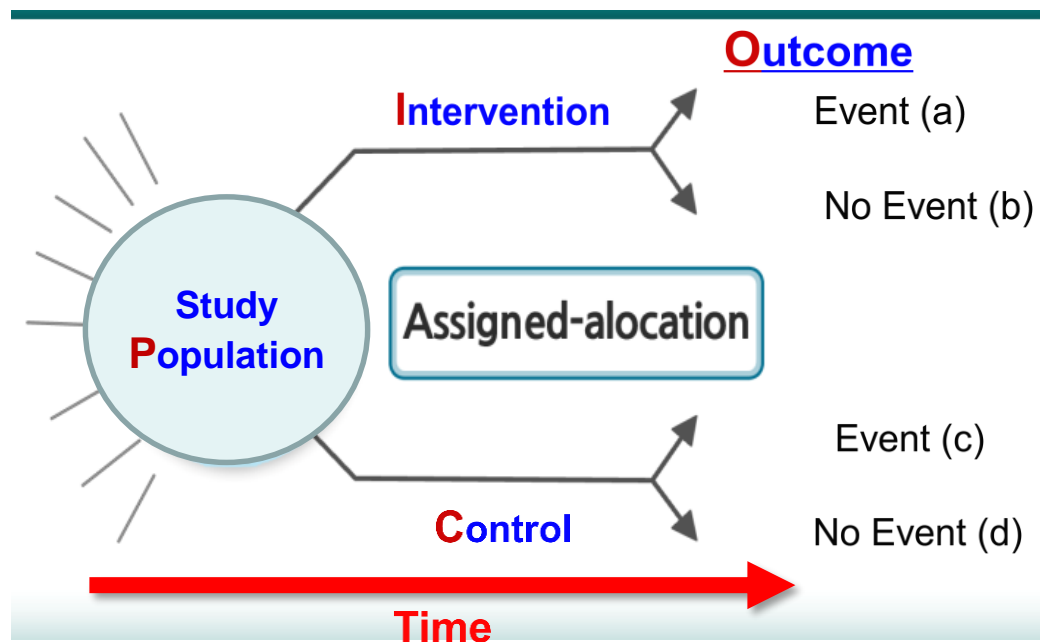 Outcome
Intervention
Event (a)
No Event (b)
Study
Population
Assigned-alocation
Event (c)
Control
No Event (d)
Time